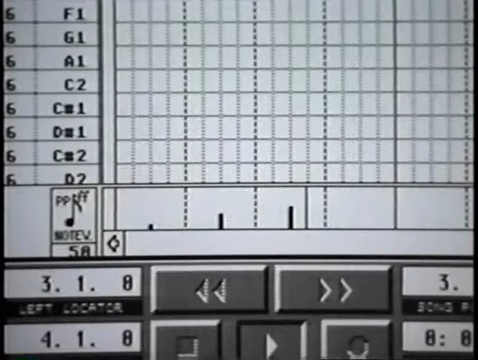 6 F1
6 G1
6 A1
6 C2
6 C#1
6 D#1
6 C#2
6 D2
pp ff
NOTEV.
50
3. 1. 0
3.
LEFT LOCATOR
SONG
4. 1. 0
0: 0